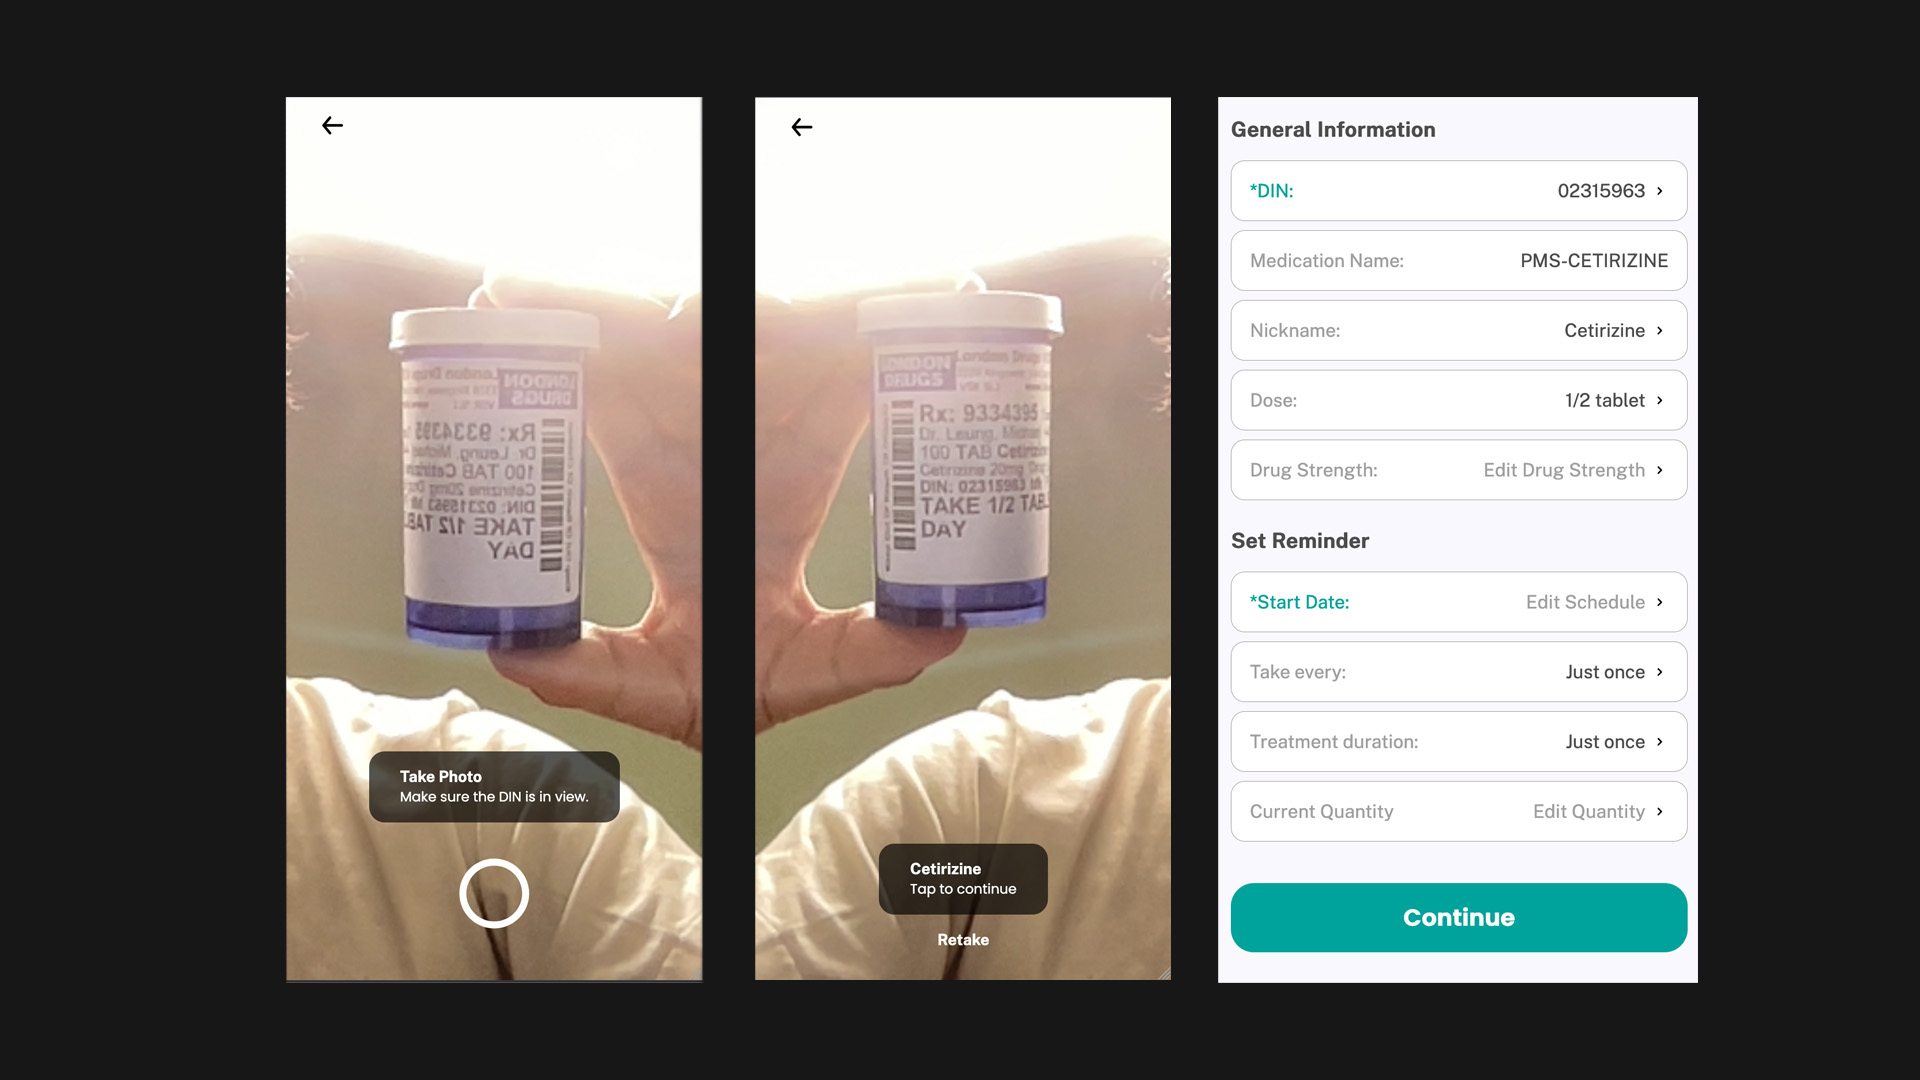 Take Photo
Make sure the DIN is in view.
LONDON DRUGS
London Drugs
Rx: 9334395
Dr. Leung, Michael
100 TAB Cetirizine
Cetirizine 20mg
DIN: 02315963
TAKE 1/2 TABL
DAY
Cetirizine
Tap to continue
Retake
General Information
*DIN: 02315963
Medication Name: PMS-CETIRIZINE
Nickname: Cetirizine
Dose: 1/2 tablet
Drug Strength: Edit Drug Strength
Set Reminder
*Start Date: Edit Schedule
Take every: Just once
Treatment duration: Just once
Current Quantity Edit Quantity
Continue